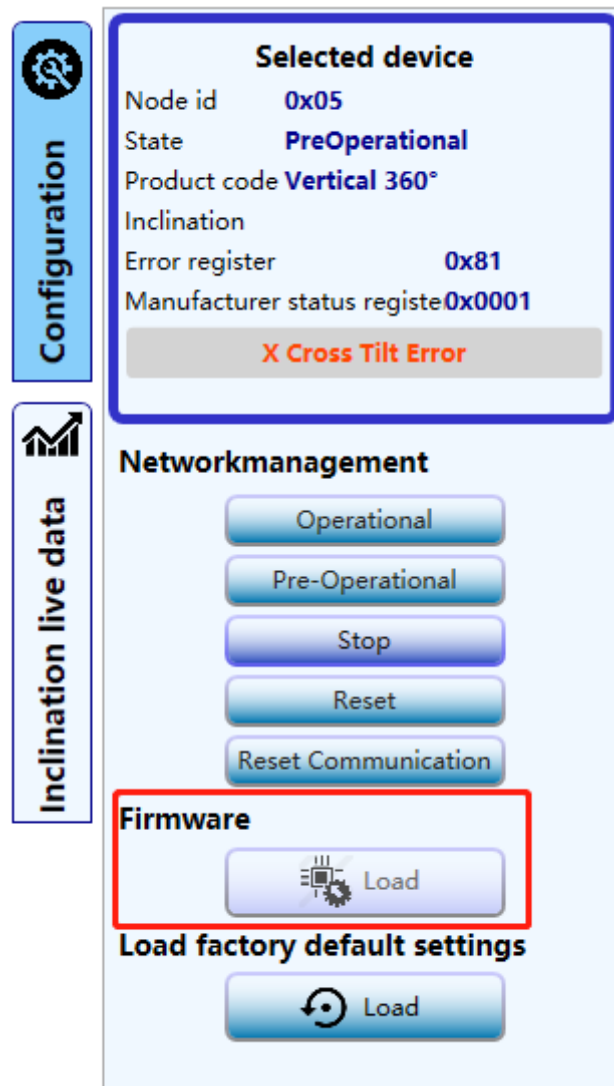 Configuration
Inclination live data
Selected device
Node id 0x05
State PreOperational
Product code Vertical 360°
Inclination
Error register 0x81
Manufacturer status registe 0x0001
X Cross Tilt Error
Networkmanagement
Operational
Pre-Operational
Stop
Reset
Reset Communication
Firmware
Load
Load factory default settings
Load